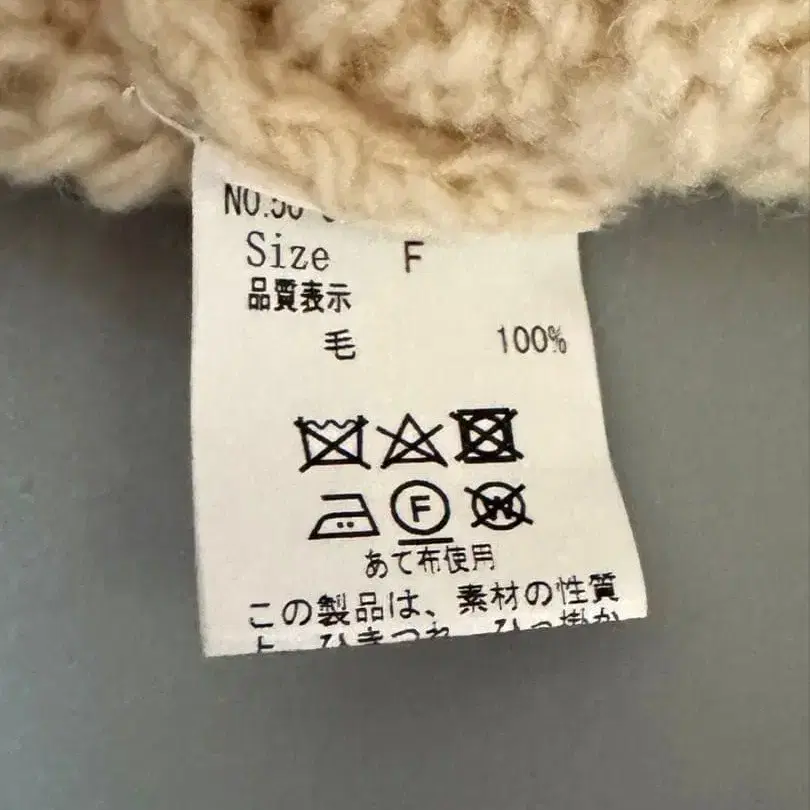 Size F
品質表示
毛 100%
F
W
あて布使用
この製品は、素材の性質